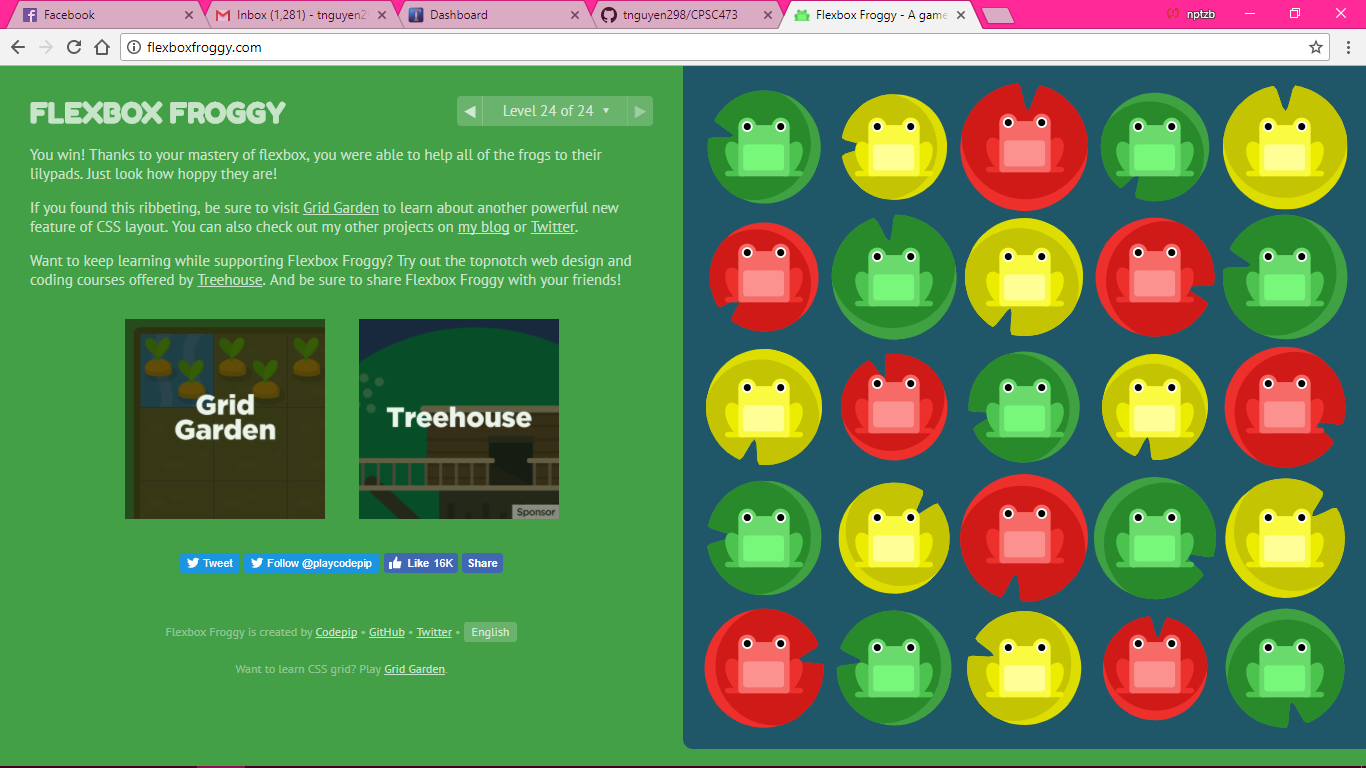 Facebook
Inbox (1,281) - tnguyen29
Dashboard
tnguyen298/CPSC473
Flexbox Froggy - A game
nptzb
flexboxfroggy.com
FLEXBOX FROGGY
◀ Level 24 of 24 ▼ ▶
You win! Thanks to your mastery of flexbox, you were able to help all of the frogs to their
lilypads. Just look how hoppy they are!
If you found this ribbeting, be sure to visit Grid Garden to learn about another powerful new
feature of CSS layout. You can also check out my other projects on my blog or Twitter.
Want to keep learning while supporting Flexbox Froggy? Try out the topnotch web design and
coding courses offered by Treehouse. And be sure to share Flexbox Froggy with your friends!
Grid
Garden
Treehouse
Sponsor
Tweet
Follow @playcodepip
Like 16K
Share
Flexbox Froggy is created by Codepip • GitHub • Twitter • English
Want to learn CSS grid? Play Grid Garden.